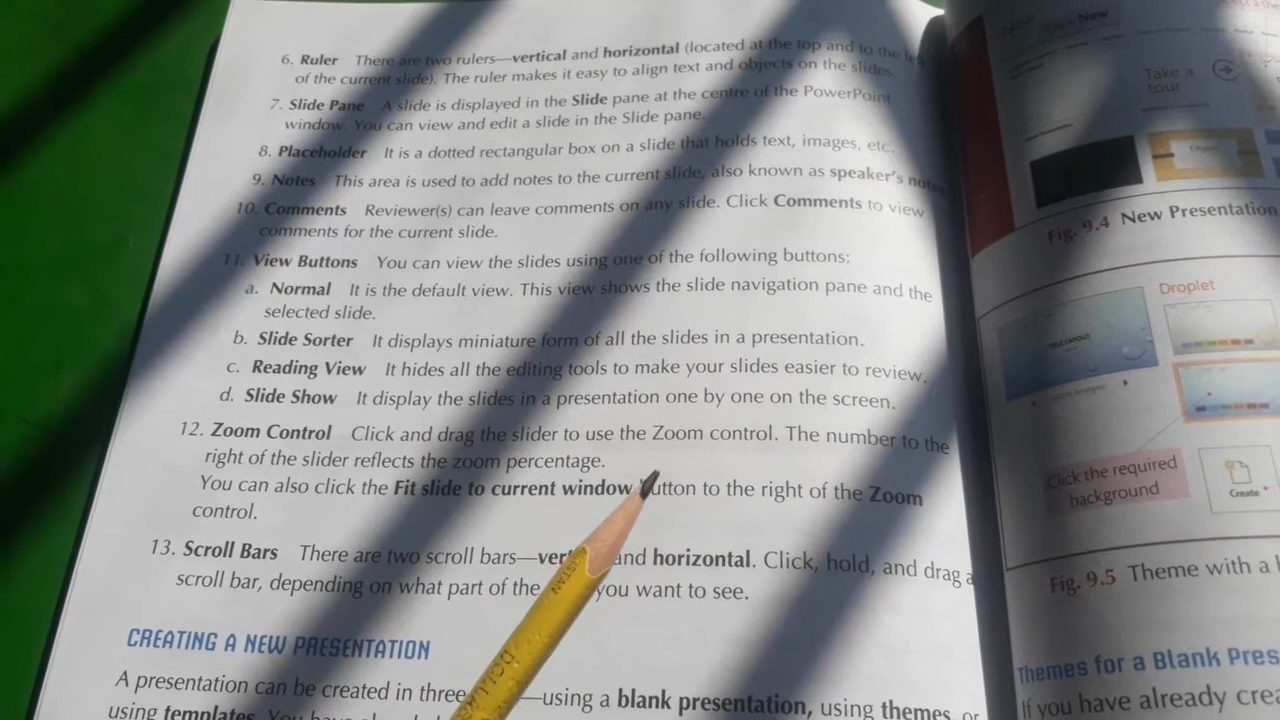 6. Ruler There are two rulers—vertical and horizontal (located at the top and to the left
of the current slide). The ruler makes it easy to align text and objects on the slides.
7. Slide Pane A slide is displayed in the Slide pane at the centre of the PowerPoint
window. You can view and edit a slide in the Slide pane.
8. Placeholder It is a dotted rectangular box on a slide that holds text, images, etc.
9. Notes This area is used to add notes to the current slide, also known as speaker's notes
10. Comments Reviewer(s) can leave comments on any slide. Click Comments to view
comments for the current slide.
11. View Buttons You can view the slides using one of the following buttons:
a. Normal It is the default view. This view shows the slide navigation pane and the
selected slide.
b. Slide Sorter It displays miniature form of all the slides in a presentation.
c. Reading View It hides all the editing tools to make your slides easier to review.
d. Slide Show It display the slides in a presentation one by one on the screen.
12. Zoom Control Click and drag the slider to use the Zoom control. The number to the
right of the slider reflects the zoom percentage.
You can also click the Fit slide to current window button to the right of the Zoom
control.
13. Scroll Bars There are two scroll bars—ver and horizontal. Click, hold, and drag a
scroll bar, depending on what part of the you want to see.
CREATING A NEW PRESENTATION
A presentation can be created in three —using a blank presentation, using themes, or
using templates. You have
New
Take a
tour
Fig. 9.4 New Presentation
Droplet
TITLE LAYOUT
More Images
Click the required
background
Create
Fig. 9.5 Theme with a
Themes for a Blank Pres
If you have already crea